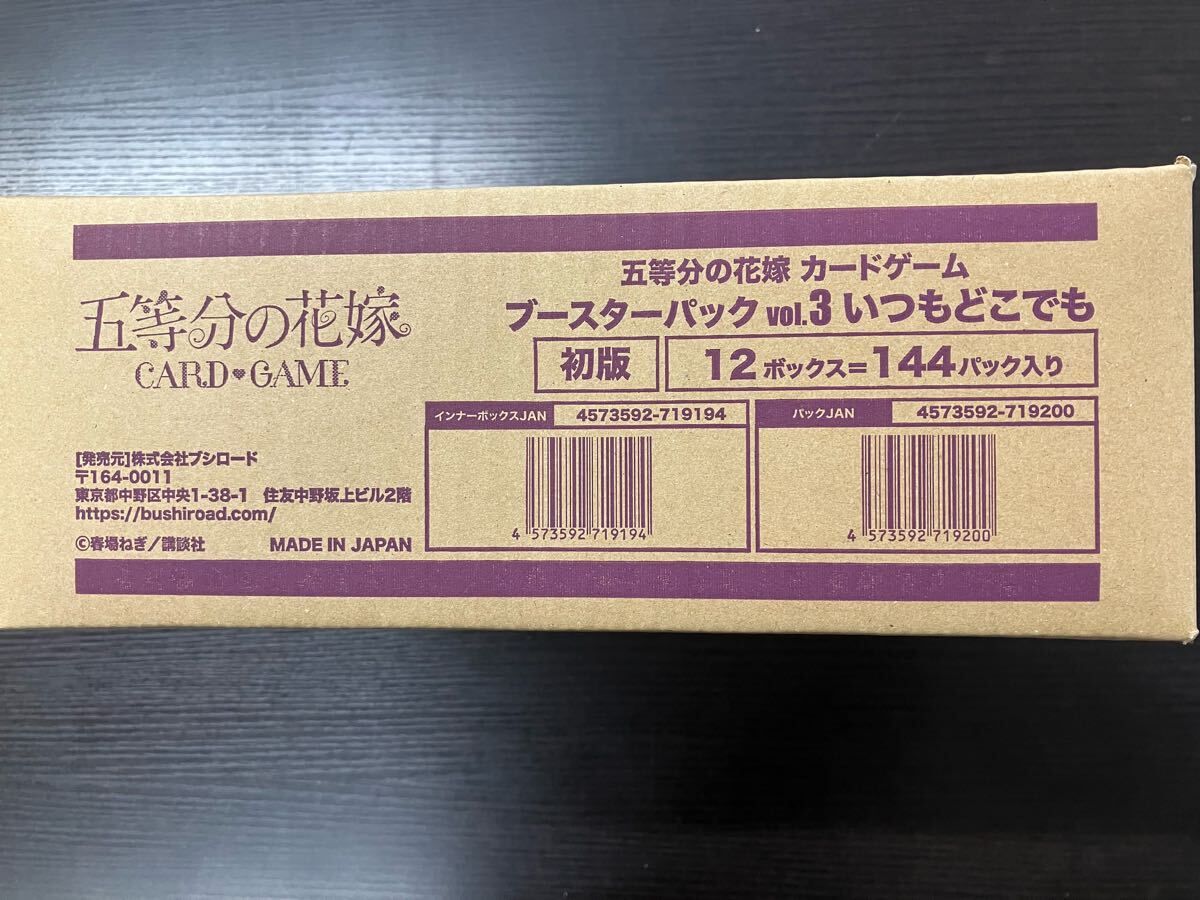 五等分の花嫁
CARD♥GAME
五等分の花嫁 カードゲーム
ブースターパック vol.3 いつもどこでも
初版
12ボックス=144パック入り
インナーボックスJAN 4573592-719194
4 573592 719194
パックJAN 4573592-719200
4 573592 719200
[発売元]株式会社ブシロード
〒164-0011
東京都中野区中央1-38-1 住友中野坂上ビル2階
https://bushiroad.com/
©春場ねぎ/講談社 MADE IN JAPAN